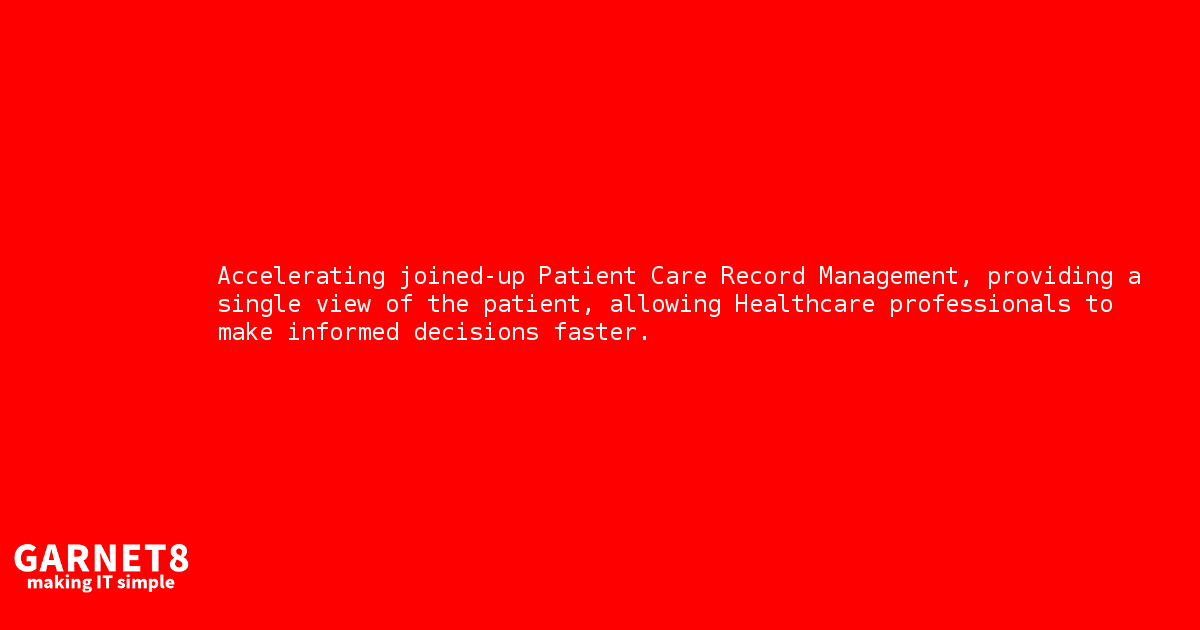 Accelerating joined-up Patient Care Record Management, providing a
single view of the patient, allowing Healthcare professionals to
make informed decisions faster.
GARNET8
making IT simple